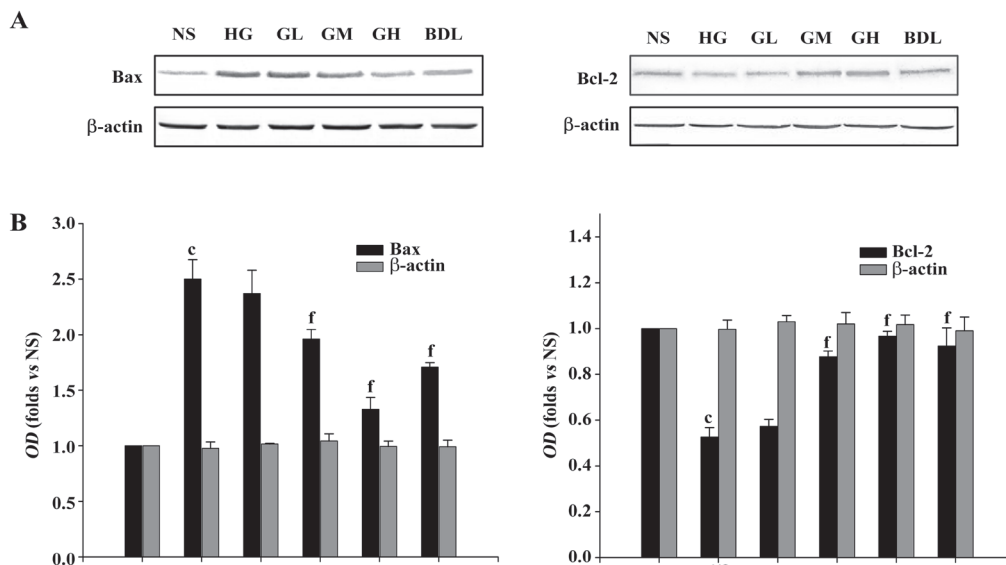 A
NS HG GL GM GH BDL
Bax
β-actin
NS HG GL GM GH BDL
Bcl-2
β-actin
B
OD (folds vs NS)
3.0
2.5
2.0
1.5
1.0
0.5
0.0
c
f
f
f
Bax
β-actin
OD (folds vs NS)
1.4
1.2
1.0
0.8
0.6
0.4
0.2
0.0
c
f
f
f
Bcl-2
β-actin